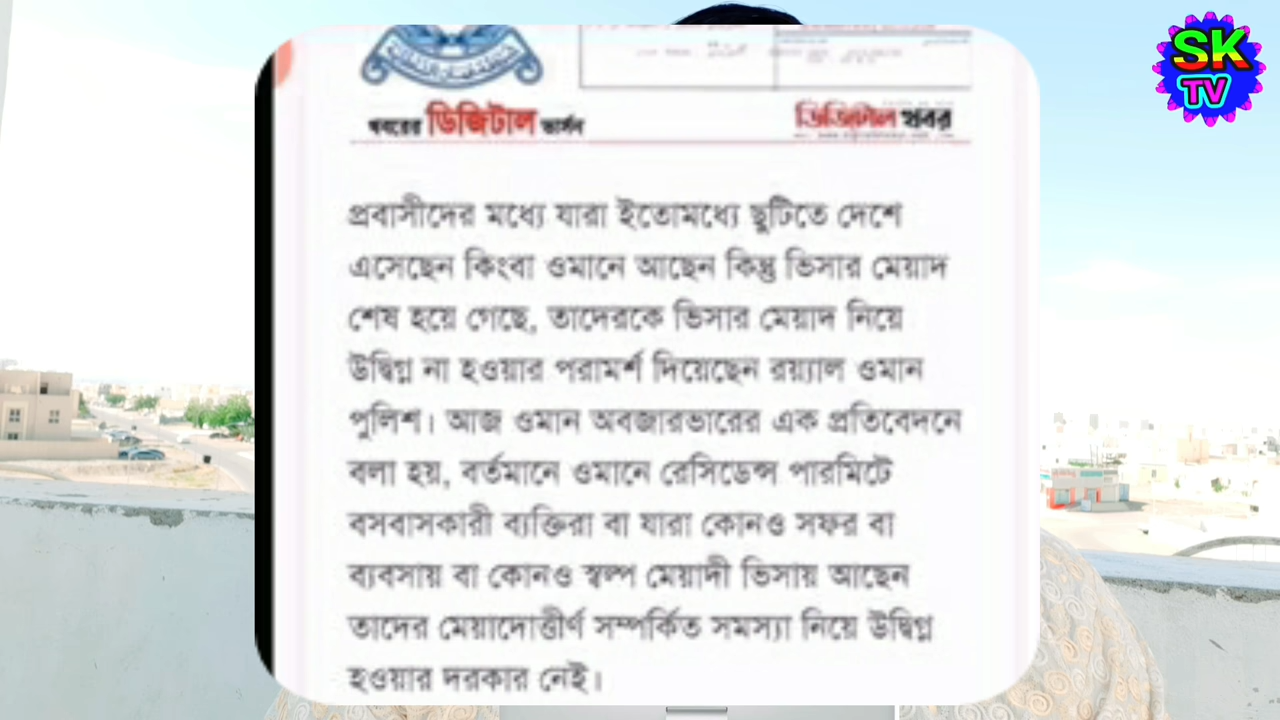 SK
TV
খবরের ডিজিটাল ভার্সন
ডিজিটাল খবর
প্রবাসীদের মধ্যে যারা ইতোমধ্যে ছুটিতে দেশে
এসেছেন কিংবা ওমানে আছেন কিন্তু ভিসার মেয়াদ
শেষ হয়ে গেছে, তাদেরকে ভিসার মেয়াদ নিয়ে
উদ্বিগ্ন না হওয়ার পরামর্শ দিয়েছেন রয়্যাল ওমান
পুলিশ। আজ ওমান অবজারভারের এক প্রতিবেদনে
বলা হয়, বর্তমানে ওমানে রেসিডেন্স পারমিটে
বসবাসকারী ব্যক্তিরা বা যারা কোনও সফর বা
ব্যবসায় বা কোনও স্বল্প মেয়াদী ভিসায় আছেন
তাদের মেয়াদোত্তীর্ণ সম্পর্কিত সমস্যা নিয়ে উদ্বিগ্ন
হওয়ার দরকার নেই।